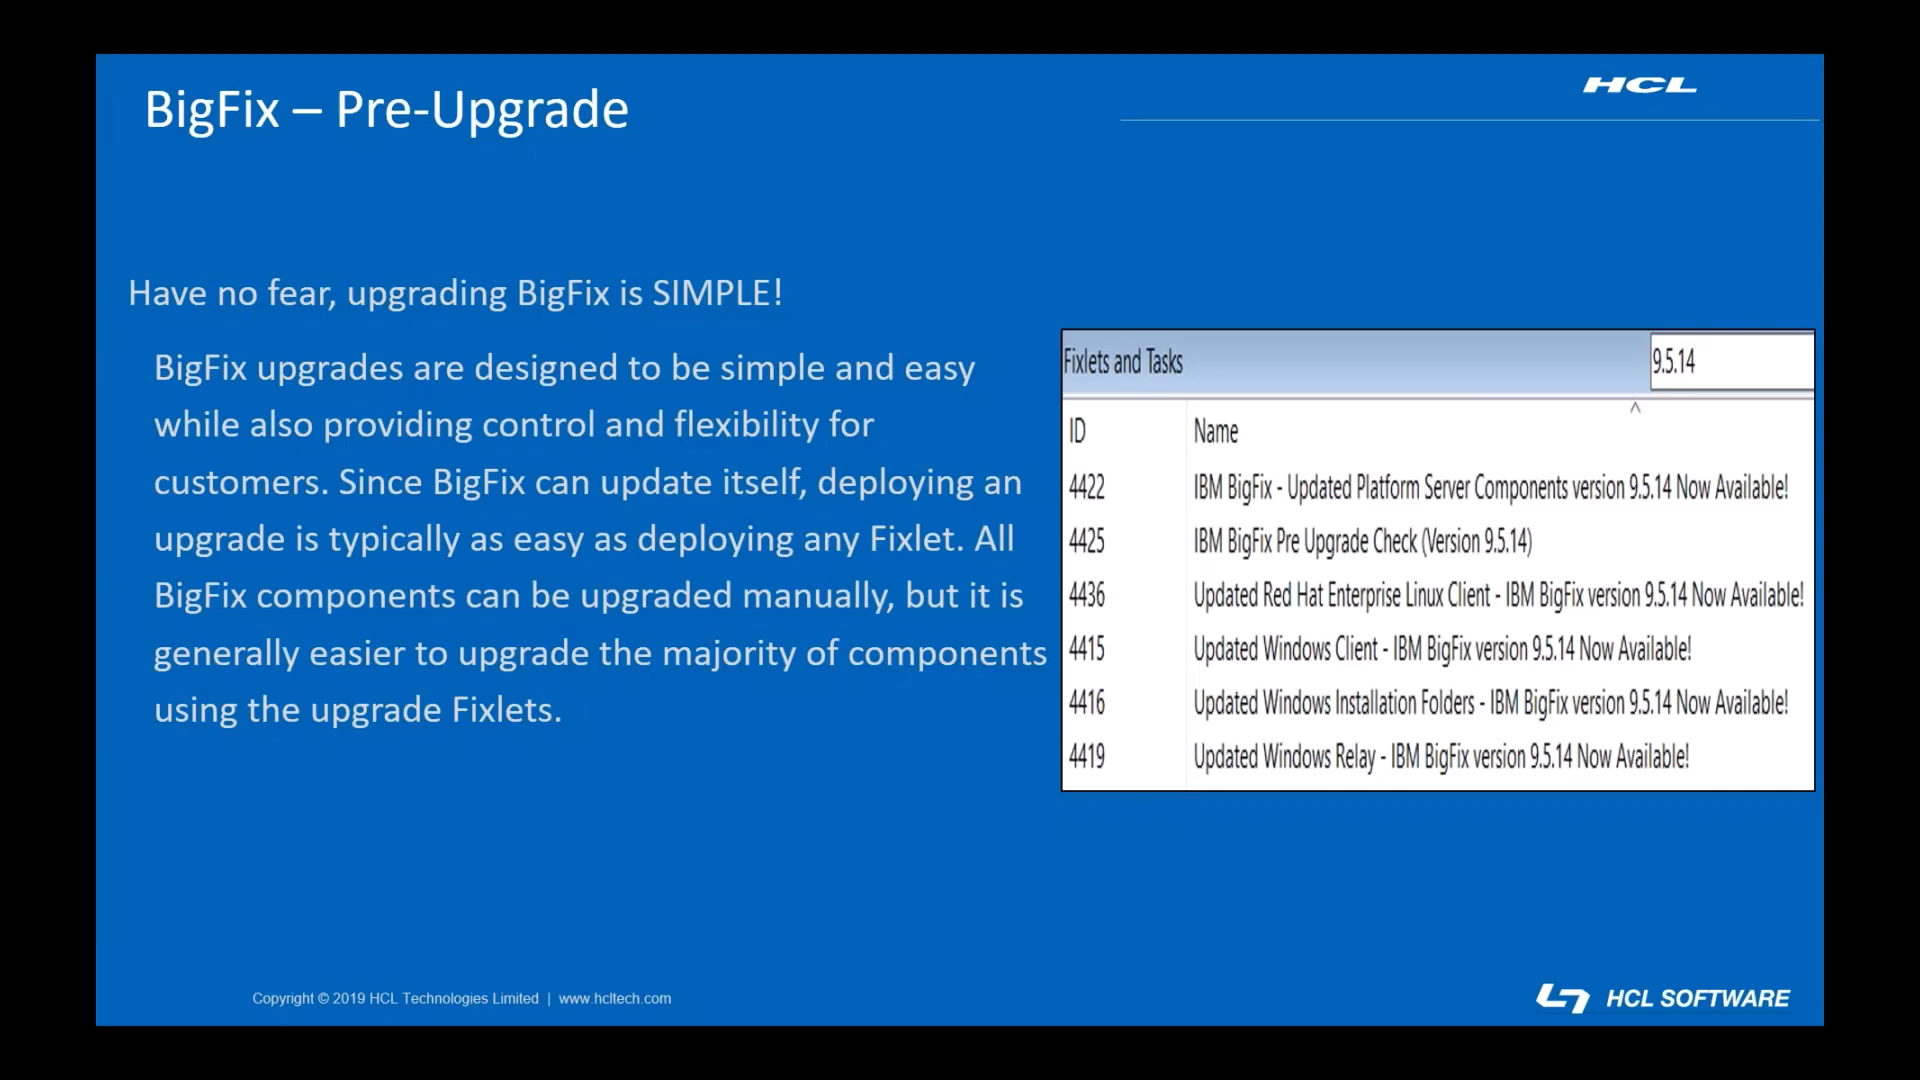 BigFix – Pre-Upgrade
HCL
Have no fear, upgrading BigFix is SIMPLE!
BigFix upgrades are designed to be simple and easy
while also providing control and flexibility for
customers. Since BigFix can update itself, deploying an
upgrade is typically as easy as deploying any Fixlet. All
BigFix components can be upgraded manually, but it is
generally easier to upgrade the majority of components
using the upgrade Fixlets.
Fixlets and Tasks 9.5.14
ID Name
4422 IBM BigFix - Updated Platform Server Components version 9.5.14 Now Available!
4425 IBM BigFix Pre Upgrade Check (Version 9.5.14)
4436 Updated Red Hat Enterprise Linux Client - IBM BigFix version 9.5.14 Now Available!
4415 Updated Windows Client - IBM BigFix version 9.5.14 Now Available!
4416 Updated Windows Installation Folders - IBM BigFix version 9.5.14 Now Available!
4419 Updated Windows Relay - IBM BigFix version 9.5.14 Now Available!
Copyright © 2019 HCL Technologies Limited | www.hcltech.com
HCL SOFTWARE